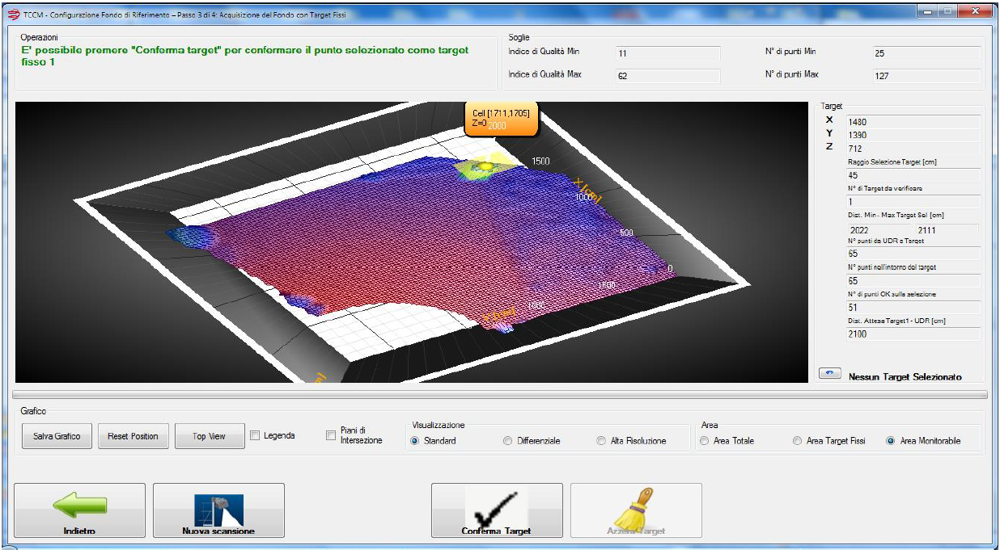 TCCM - Configurazione Fondo di Riferimento – Passo 3 di 4: Acquisizione del Fondo con Target Fissi
Operazioni
E' possibile premere "Conferma target" per confermare il punto selezionato come target
fisso 1
Soglie
Indice di Qualità Min 11 N° di punti Min 25
Indice di Qualità Max 62 N° di punti Max 127
Cell [1711,1705]
Z=0
2000
1500
X [cm]
1000
500
0
1500
1000
Target
X 1480
Y 1390
Z 712
Raggio Selezione Target [cm]
45
N° di Target da verificare
1
Dist. Min - Max Target Sel [cm]
2022 2111
N° punti da UDR a Target
65
N° punti nell'intorno del target
65
N° di punti OK sulla selezione
51
Dist. Attesa Target1 - UDR [cm]
2100
Nessun Target Selezionato
Grafico
Salva Grafico
Reset Position
Top View
Legenda
Piani di
Intersezione
Visualizzazione
Standard
Differenziale
Alta Risoluzione
Area
Area Totale
Area Target Fissi
Area Monitorabile
Indietro
Nuova scansione
Conferma Target
Azzera Target